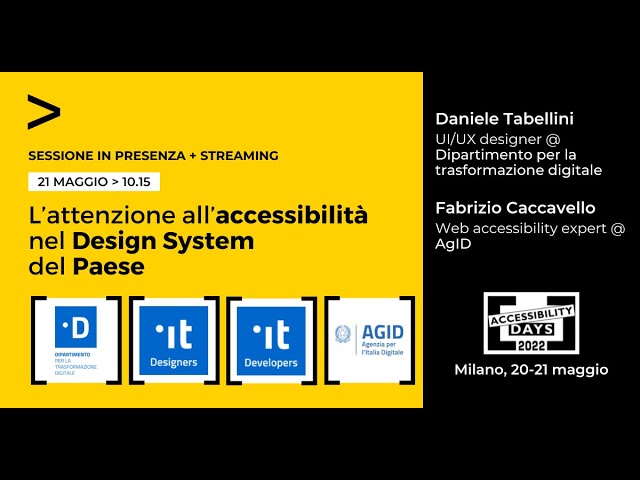 >
SESSIONE IN PRESENZA + STREAMING
21 MAGGIO > 10.15
L'attenzione all'accessibilità
nel Design System
del Paese
·D
DIPARTIMENTO
PER LA
TRASFORMAZIONE
DIGITALE
·it
Designers
·it
Developers
AGID
Agenzia per
l'Italia Digitale
Daniele Tabellini
UI/UX designer @
Dipartimento per la
trasformazione digitale
Fabrizio Caccavello
Web accessibility expert @
AgID
ACCESSIBILITY
DAYS
2022
Milano, 20-21 maggio